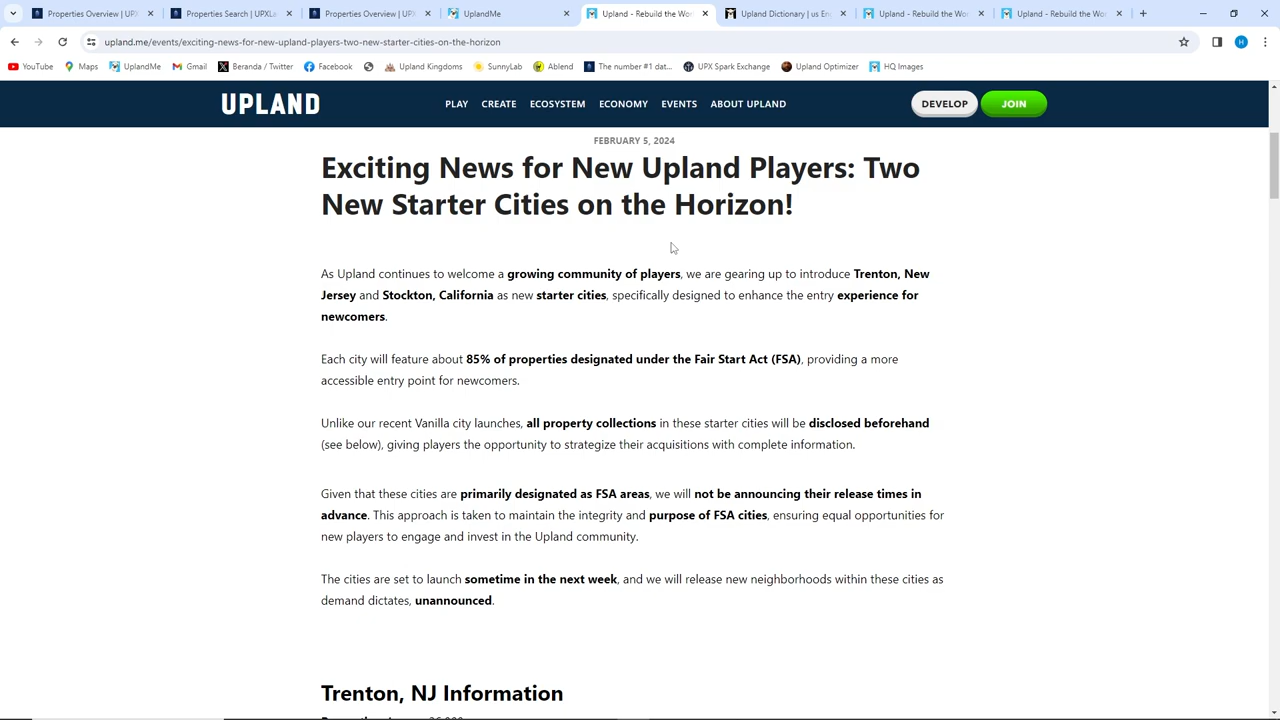 Properties Overview | UPX
Properties Search | UPXLe
Properties Overview | UPX
UplandMe
Upland - Rebuild the Wor
Upland Dictionary | us En
Upland - Rebuild the Wor
Upland - Rebuild the Wor
upland.me/events/exciting-news-for-new-upland-players-two-new-starter-cities-on-the-horizon
H
YouTube
Maps
UplandMe
Gmail
Beranda / Twitter
Facebook
Upland Kingdoms
SunnyLab
Ablend
The number #1 dat...
UPX Spark Exchange
Upland Optimizer
HQ Images
UPLAND
PLAY
CREATE
ECOSYSTEM
ECONOMY
EVENTS
ABOUT UPLAND
DEVELOP
JOIN
FEBRUARY 5, 2024
Exciting News for New Upland Players: Two
New Starter Cities on the Horizon!
As Upland continues to welcome a growing community of players, we are gearing up to introduce Trenton, New
Jersey and Stockton, California as new starter cities, specifically designed to enhance the entry experience for
newcomers.
Each city will feature about 85% of properties designated under the Fair Start Act (FSA), providing a more
accessible entry point for newcomers.
Unlike our recent Vanilla city launches, all property collections in these starter cities will be disclosed beforehand
(see below), giving players the opportunity to strategize their acquisitions with complete information.
Given that these cities are primarily designated as FSA areas, we will not be announcing their release times in
advance. This approach is taken to maintain the integrity and purpose of FSA cities, ensuring equal opportunities for
new players to engage and invest in the Upland community.
The cities are set to launch sometime in the next week, and we will release new neighborhoods within these cities as
demand dictates, unannounced.
Trenton, NJ Information